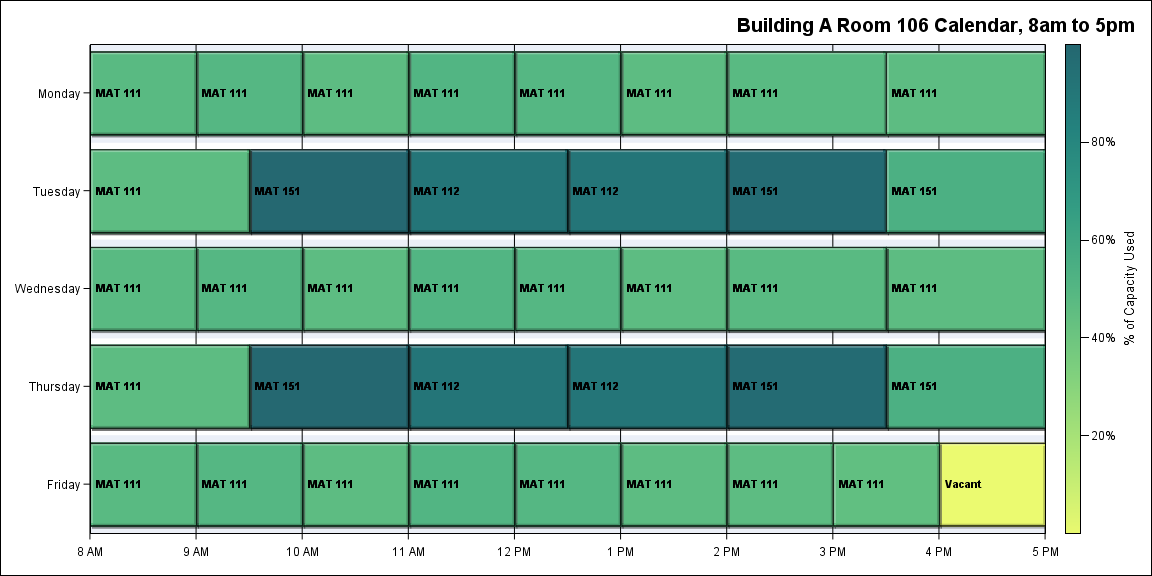 Building A Room 106 Calendar, 8am to 5pm
Monday
MAT 111 MAT 111 MAT 111 MAT 111 MAT 111 MAT 111 MAT 111 MAT 111
Tuesday
MAT 111 MAT 151 MAT 112 MAT 112 MAT 151 MAT 151
Wednesday
MAT 111 MAT 111 MAT 111 MAT 111 MAT 111 MAT 111 MAT 111 MAT 111
Thursday
MAT 111 MAT 151 MAT 112 MAT 112 MAT 151 MAT 151
Friday
MAT 111 MAT 111 MAT 111 MAT 111 MAT 111 MAT 111 MAT 111 MAT 111 Vacant
8 AM 9 AM 10 AM 11 AM 12 PM 1 PM 2 PM 3 PM 4 PM 5 PM
80%
60%
40%
20%
% of Capacity Used